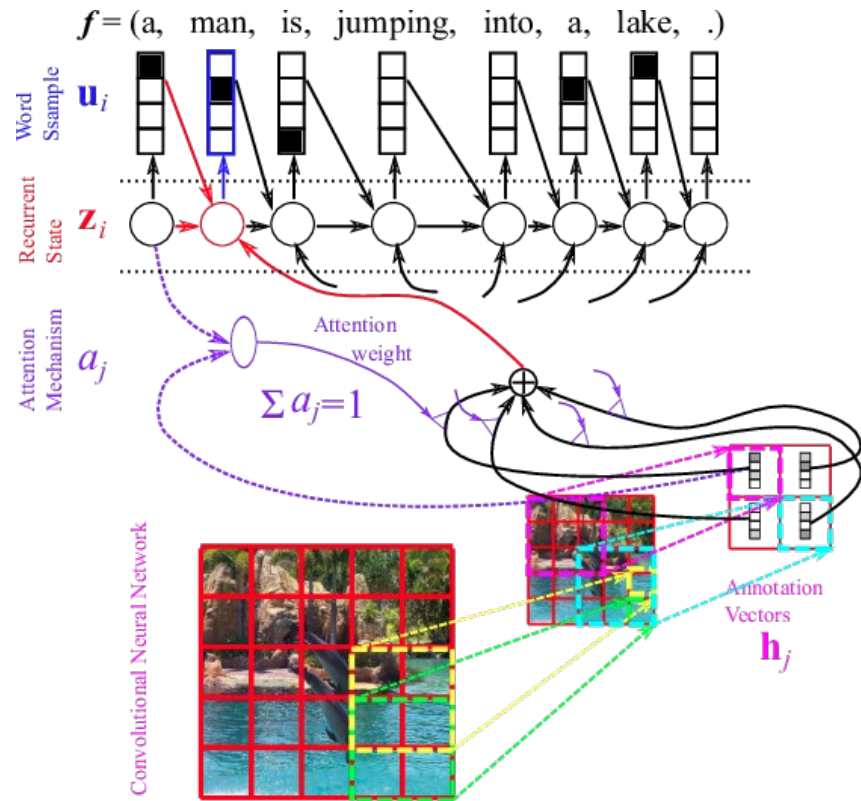 f = (a, man, is, jumping, into, a, lake, .)
Word
Ssample
u_i
Recurrent
State
z_i
Attention
Mechanism
a_j
Attention
weight
∑ a_j=1
Convolutional Neural Network
Annotation
Vectors
h_j